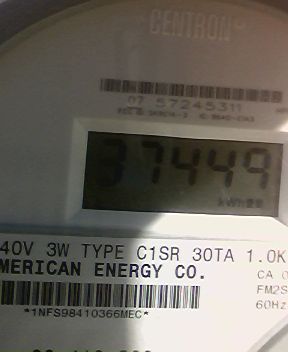 CENTRON
07 57245311
37449
kWh
40V 3W TYPE C1SR 30TA 1.0K
MERICAN ENERGY CO.
CA 0
FM2S
60Hz
*1NFS98410366MEC*